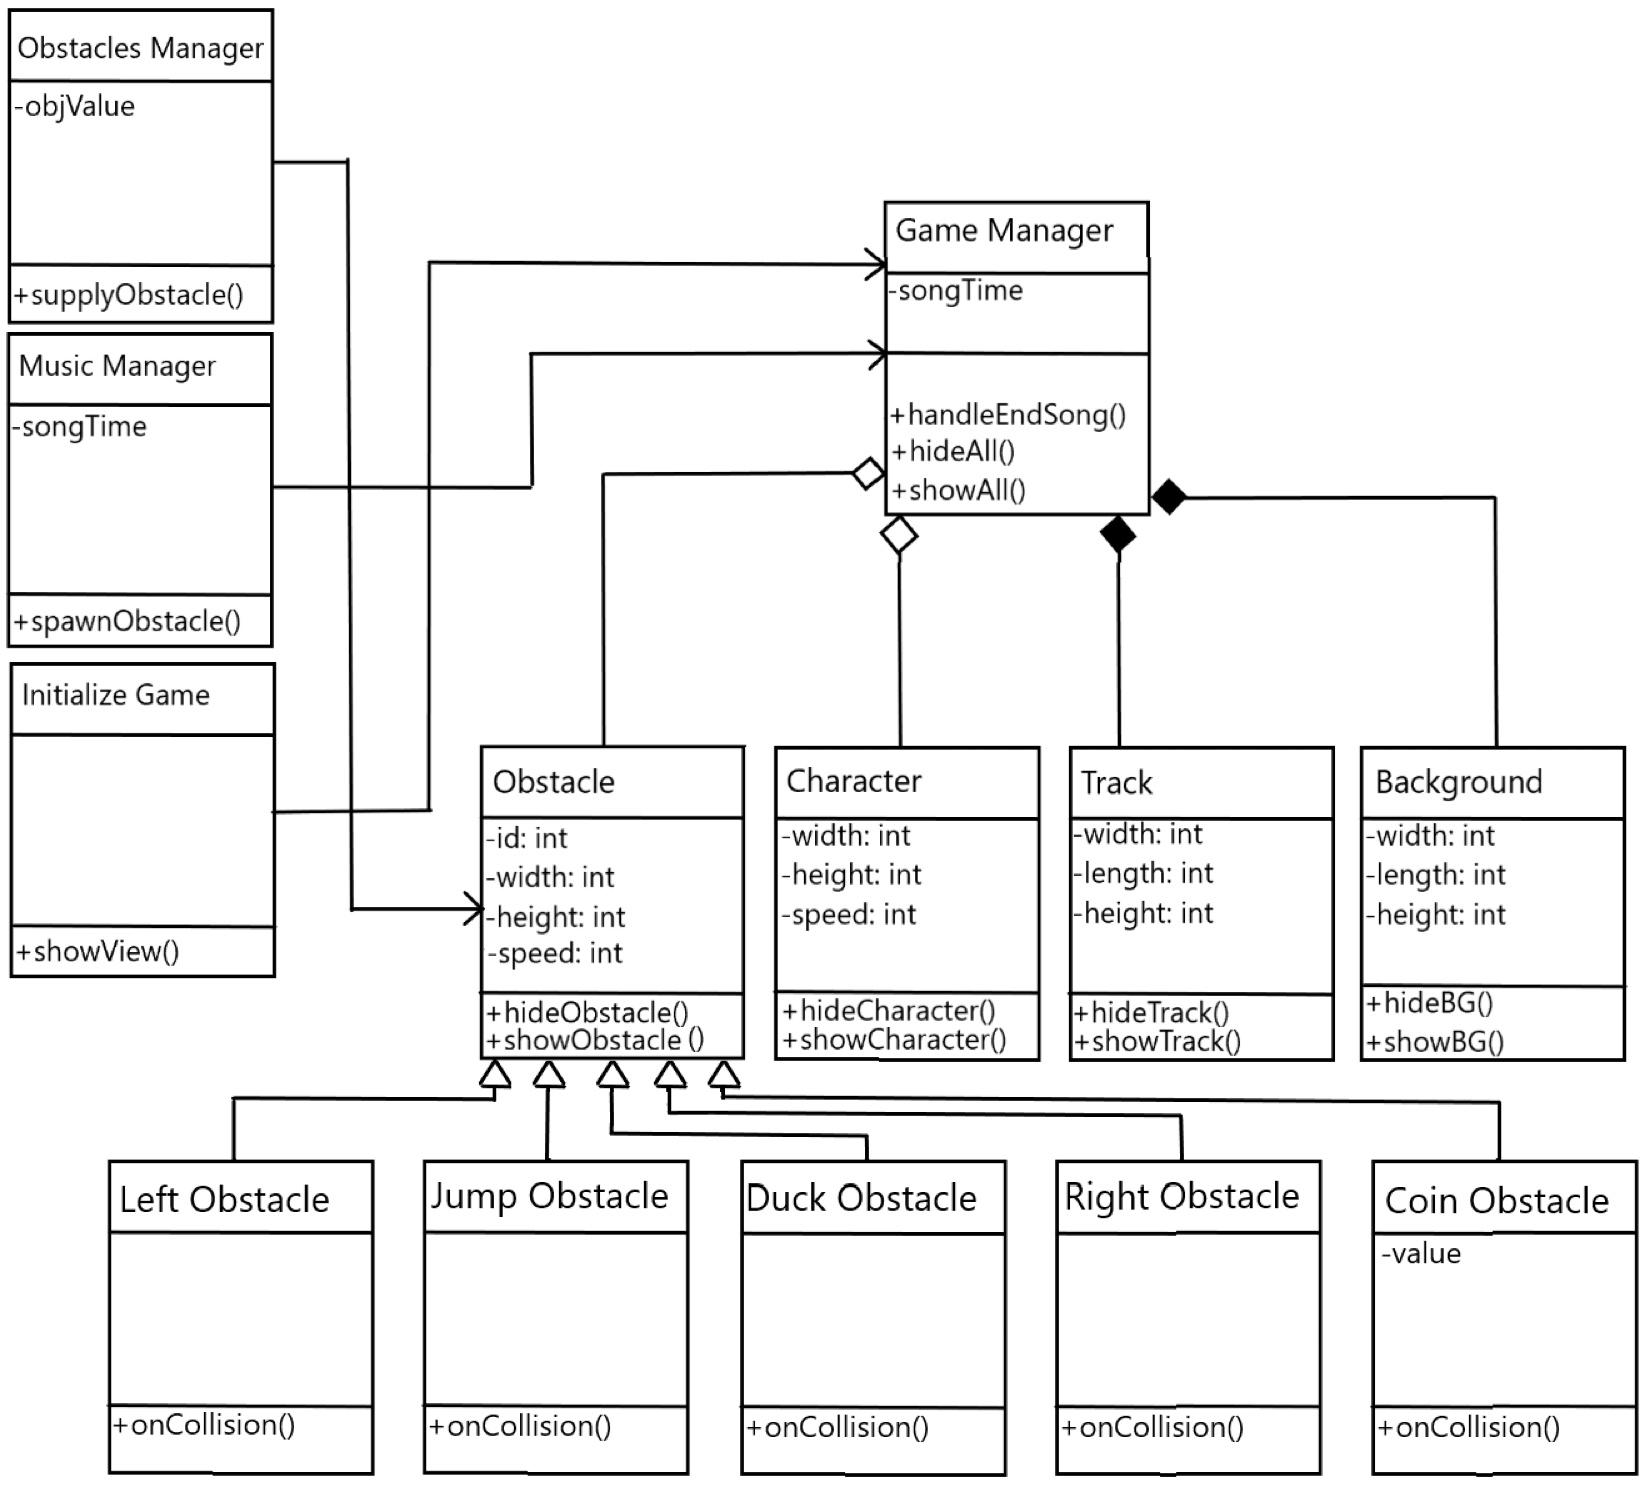 Obstacles Manager
-objValue
+supplyObstacle()
Music Manager
-songTime
+spawnObstacle()
Initialize Game
+showView()
Game Manager
-songTime
+handleEndSong()
+hideAll()
+showAll()
Obstacle
-id: int
-width: int
-height: int
-speed: int
+hideObstacle()
+showObstacle ()
Character
-width: int
-height: int
-speed: int
+hideCharacter()
+showCharacter()
Track
-width: int
-length: int
-height: int
+hideTrack()
+showTrack()
Background
-width: int
-length: int
-height: int
+hideBG()
+showBG()
Left Obstacle
+onCollision()
Jump Obstacle
+onCollision()
Duck Obstacle
+onCollision()
Right Obstacle
+onCollision()
Coin Obstacle
-value
+onCollision()